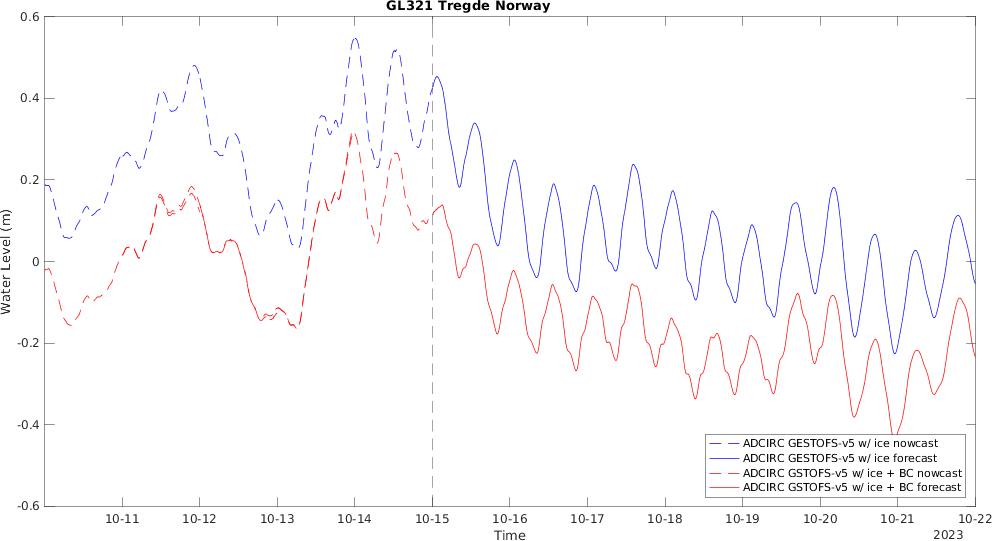 GL321 Tregde Norway
0.6
0.4
0.2
0
-0.2
-0.4
-0.6
Water Level (m)
ADCIRC GESTOFS-v5 w/ ice nowcast
ADCIRC GESTOFS-v5 w/ ice forecast
ADCIRC GSTOFS-v5 w/ ice + BC nowcast
ADCIRC GSTOFS-v5 w/ ice + BC forecast
10-11 10-12 10-13 10-14 10-15 10-16 10-17 10-18 10-19 10-20 10-21 10-22
Time
2023